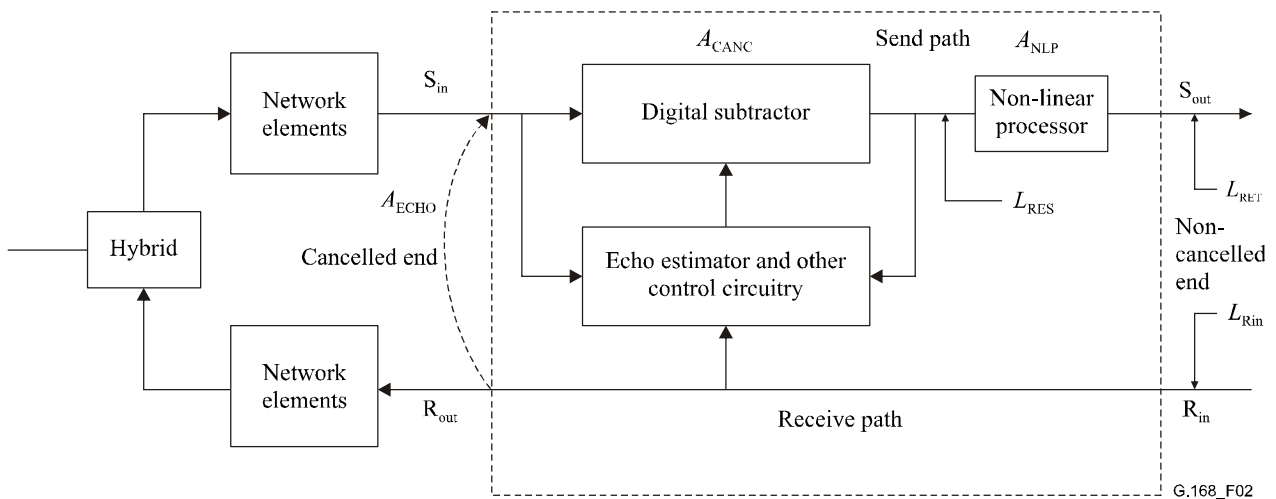 A_CANC
Send path
A_NLP
S_in
Network
elements
Digital subtractor
Non-linear
processor
S_out
A_ECHO
L_RES
L_RET
Hybrid
Cancelled end
Echo estimator and other
control circuitry
Non-
cancelled
end
L_Rin
Network
elements
R_out
Receive path
R_in
G.168_F02